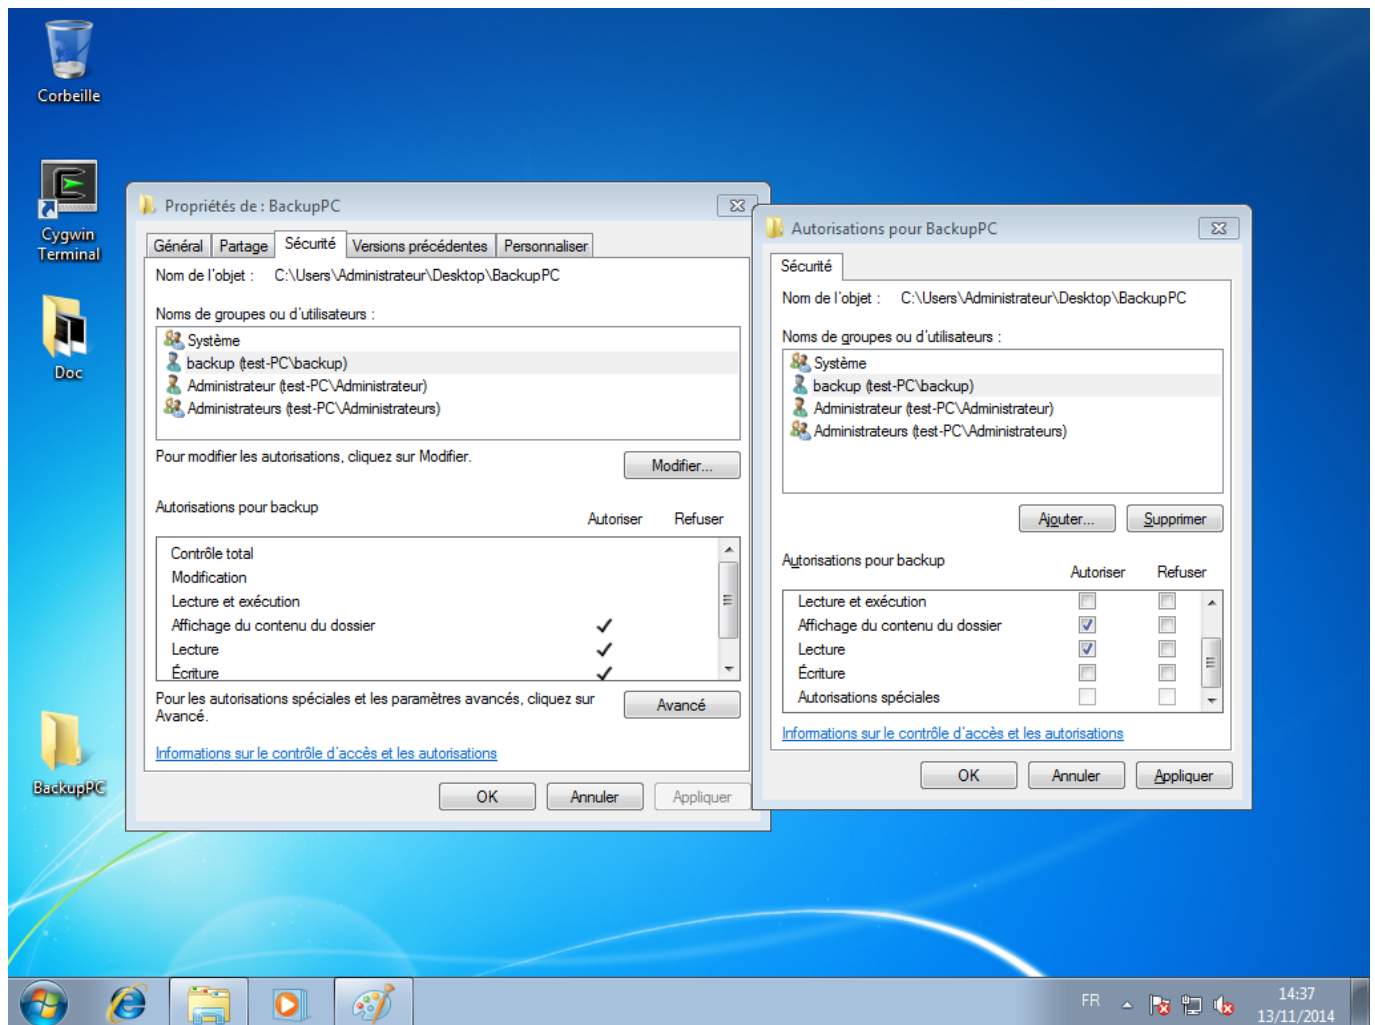 Corbeille
Cygwin
Terminal
Doc
BackupPC
Propriétés de : BackupPC
Général Partage Sécurité Versions précédentes Personnaliser
Nom de l'objet : C:\Users\Administrateur\Desktop\BackupPC
Noms de groupes ou d'utilisateurs :
Système
backup (test-PC\backup)
Administrateur (test-PC\Administrateur)
Administrateurs (test-PC\Administrateurs)
Pour modifier les autorisations, cliquez sur Modifier.
Modifier...
Autorisations pour backup
Autoriser Refuser
Contrôle total
Modification
Lecture et exécution
Affichage du contenu du dossier
Lecture
Écriture
Pour les autorisations spéciales et les paramètres avancés, cliquez sur
Avancé.
Avancé
Informations sur le contrôle d'accès et les autorisations
OK Annuler Appliquer
Autorisations pour BackupPC
Sécurité
Nom de l'objet : C:\Users\Administrateur\Desktop\BackupPC
Noms de groupes ou d'utilisateurs :
Système
backup (test-PC\backup)
Administrateur (test-PC\Administrateur)
Administrateurs (test-PC\Administrateurs)
Ajouter... Supprimer
Autorisations pour backup
Autoriser Refuser
Lecture et exécution
Affichage du contenu du dossier
Lecture
Écriture
Autorisations spéciales
Informations sur le contrôle d'accès et les autorisations
OK Annuler Appliquer
FR
14:37
13/11/2014